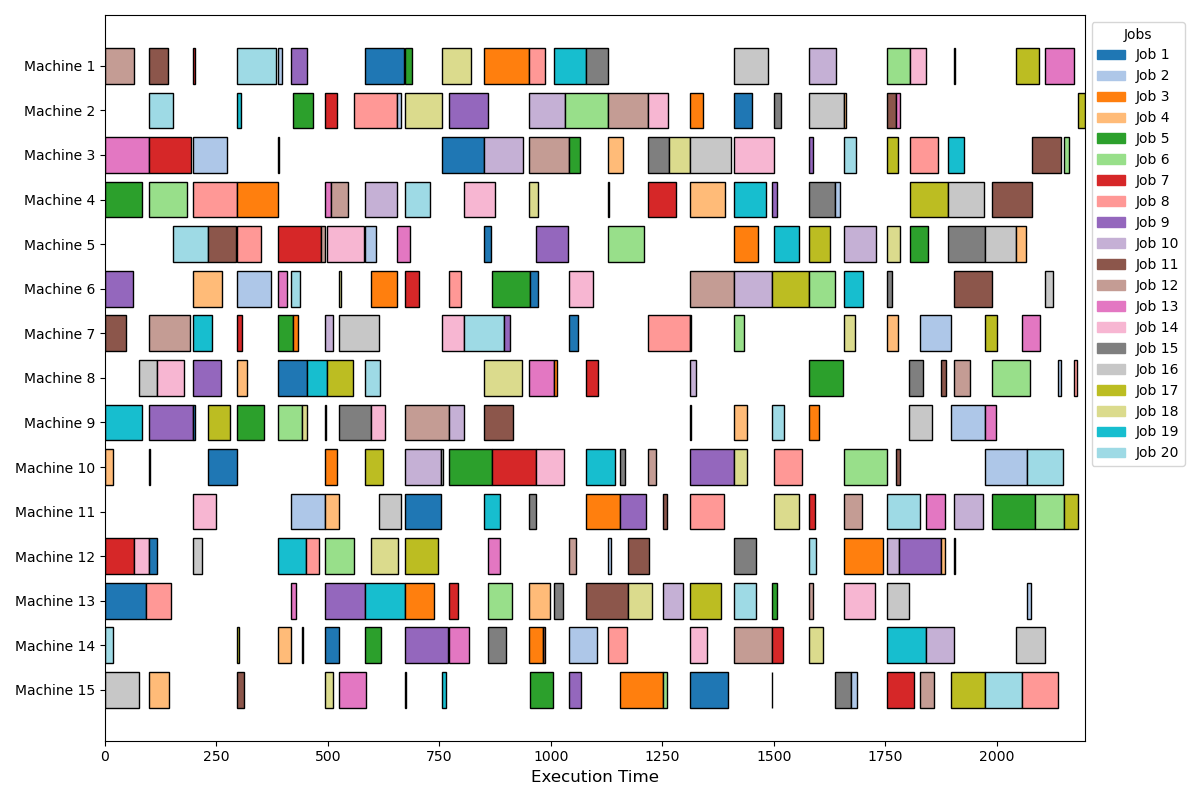 Machine 1
Machine 2
Machine 3
Machine 4
Machine 5
Machine 6
Machine 7
Machine 8
Machine 9
Machine 10
Machine 11
Machine 12
Machine 13
Machine 14
Machine 15
0 250 500 750 1000 1250 1500 1750 2000
Execution Time
Jobs
Job 1
Job 2
Job 3
Job 4
Job 5
Job 6
Job 7
Job 8
Job 9
Job 10
Job 11
Job 12
Job 13
Job 14
Job 15
Job 16
Job 17
Job 18
Job 19
Job 20